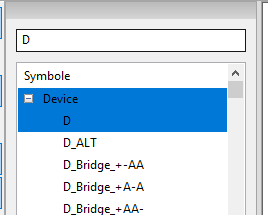 D
Symbole
Device
D
D_ALT
D_Bridge_+-AA
D_Bridge_+A-A
D_Bridge_+AA-